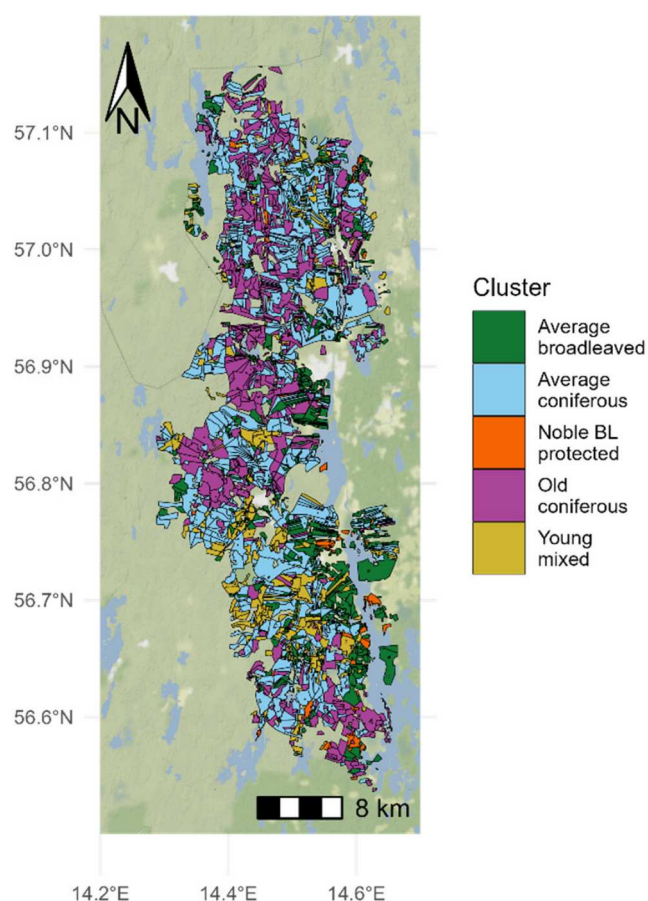 N
57.1°N
57.0°N
56.9°N
56.8°N
56.7°N
56.6°N
14.2°E
14.4°E
14.6°E
8 km
Cluster
Average
broadleaved
Average
coniferous
Noble BL
protected
Old
coniferous
Young
mixed